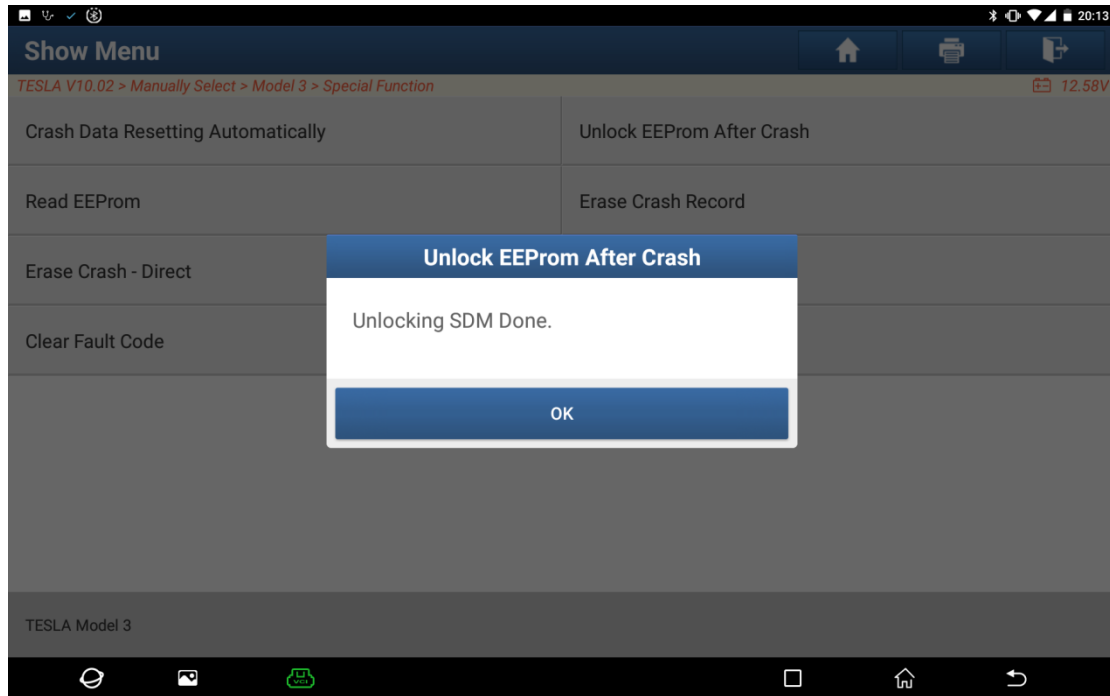 20:13
Show Menu
TESLA V10.02 > Manually Select > Model 3 > Special Function
12.58V
Crash Data Resetting Automatically
Unlock EEProm After Crash
Read EEProm
Erase Crash Record
Erase Crash - Direct
Clear Fault Code
Unlock EEProm After Crash
Unlocking SDM Done.
OK
TESLA Model 3
VCI